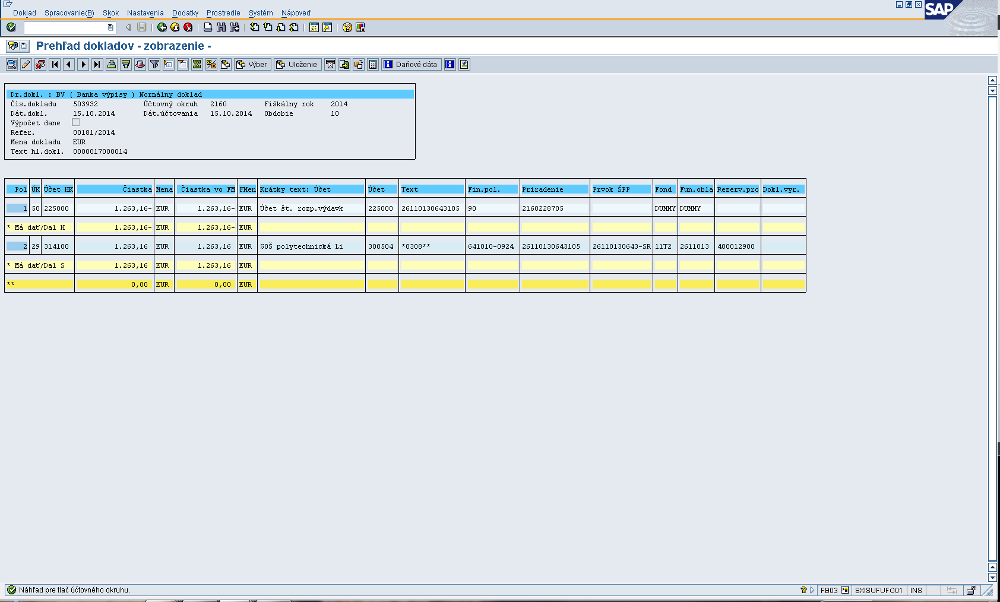 Doklad Spracovanie(B) Skok Nastavenia Dodatky Prostredie Systém Nápoveď
SAP
Prehľad dokladov - zobrazenie -
Výber Uloženie Daňové dáta
Dr.dokl. : BV ( Banka výpisy ) Normálny doklad
Čís.dokladu 503932 Účtovný okruh 2160 Fiškálny rok 2014
Dát.dokl. 15.10.2014 Dát.účtovania 15.10.2014 Obdobie 10
Výpočet dane
Refer. 00181/2014
Mena dokladu EUR
Text hl.dokl. 0000017000014
Pol ÚK Účet HK Čiastka Mena Čiastka vo FM FMen Krátky text: Účet Účet Text Fin.pol. Priradenie Prvok ŠPP Fond Fun.obla Rezerv.pro Dokl.vyr.
1 50 225000 1.263,16- EUR 1.263,16- EUR Účet št. rozp.výdavk 225000 26110130643105 90 2160228705 DUMMY DUMMY
* Má dať/Dal H 1.263,16- EUR 1.263,16- EUR
2 29 314100 1.263,16 EUR 1.263,16 EUR SOŠ polytechnická Li 300504 *0308** 641010-0924 26110130643105 26110130643-SR 11T2 2611013 400012900
* Má dať/Dal S 1.263,16 EUR 1.263,16 EUR
** 0,00 EUR 0,00 EUR
Náhľad pre tlač účtovného okruhu.
FB03 SXISUFUFO01 INS